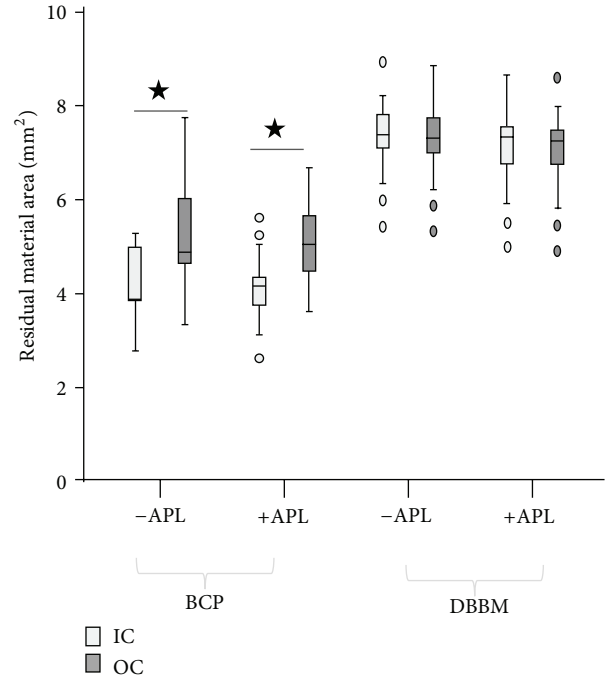 Residual material area (mm²)
10
8
6
4
2
0
−APL +APL −APL +APL
BCP DBBM
IC
OC